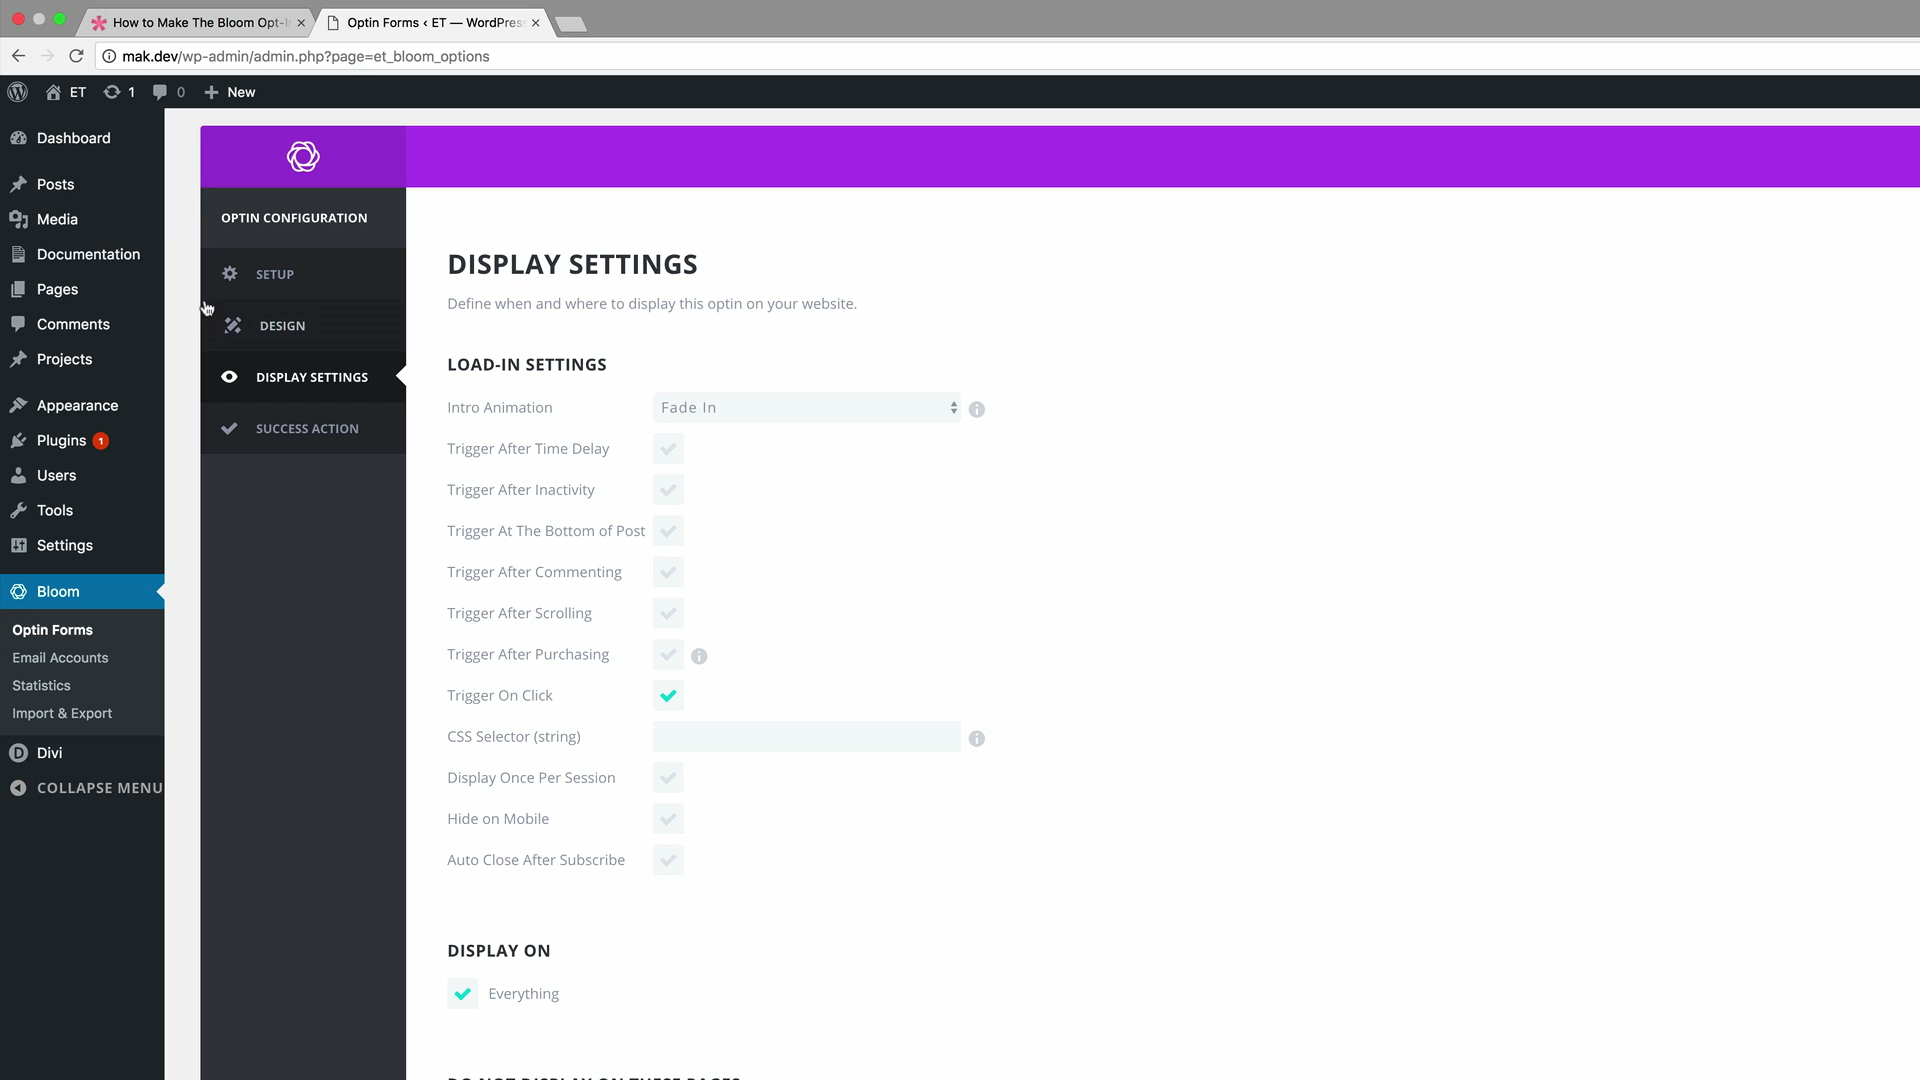 How to Make The Bloom Opt-I
Optin Forms ‹ ET — WordPres
mak.dev/wp-admin/admin.php?page=et_bloom_options
ET
1
0
New
Dashboard
Posts
Media
Documentation
Pages
Comments
Projects
Appearance
Plugins 1
Users
Tools
Settings
Bloom
Optin Forms
Email Accounts
Statistics
Import & Export
Divi
COLLAPSE MENU
OPTIN CONFIGURATION
SETUP
DESIGN
DISPLAY SETTINGS
SUCCESS ACTION
DISPLAY SETTINGS
Define when and where to display this optin on your website.
LOAD-IN SETTINGS
Intro Animation
Fade In
Trigger After Time Delay
Trigger After Inactivity
Trigger At The Bottom of Post
Trigger After Commenting
Trigger After Scrolling
Trigger After Purchasing
Trigger On Click
CSS Selector (string)
Display Once Per Session
Hide on Mobile
Auto Close After Subscribe
DISPLAY ON
Everything
DO NOT DISPLAY ON THESE PAGES